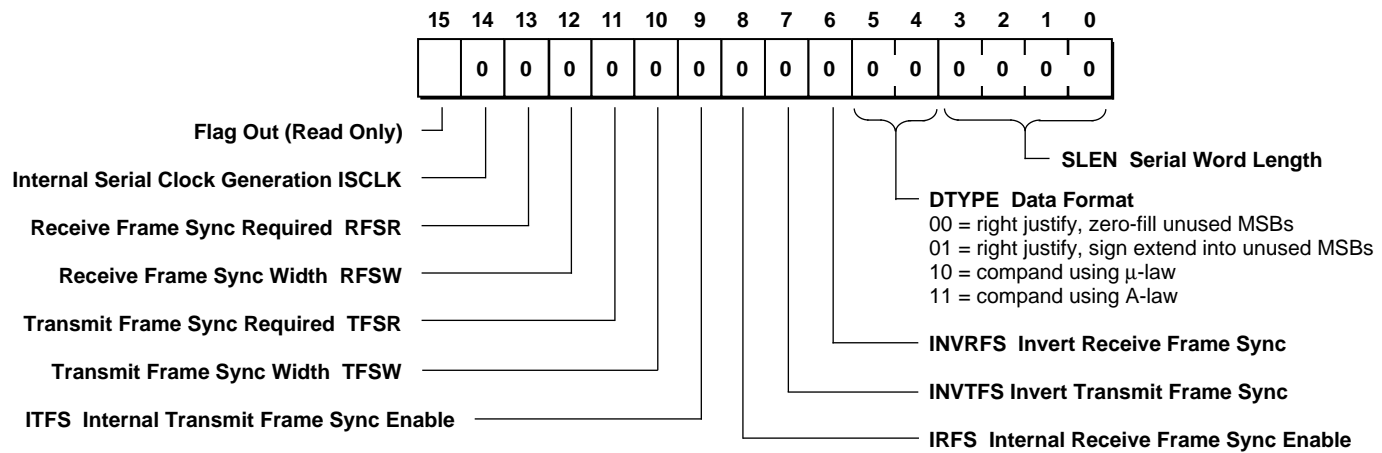 15 14 13 12 11 10 9 8 7 6 5 4 3 2 1 0
0 0 0 0 0 0 0 0 0 0 0 0 0 0 0
Flag Out (Read Only)
Internal Serial Clock Generation ISCLK
Receive Frame Sync Required RFSR
Receive Frame Sync Width RFSW
Transmit Frame Sync Required TFSR
Transmit Frame Sync Width TFSW
ITFS Internal Transmit Frame Sync Enable
SLEN Serial Word Length
DTYPE Data Format
00 = right justify, zero-fill unused MSBs
01 = right justify, sign extend into unused MSBs
10 = compand using μ-law
11 = compand using A-law
INVRFS Invert Receive Frame Sync
INVTFS Invert Transmit Frame Sync
IRFS Internal Receive Frame Sync Enable